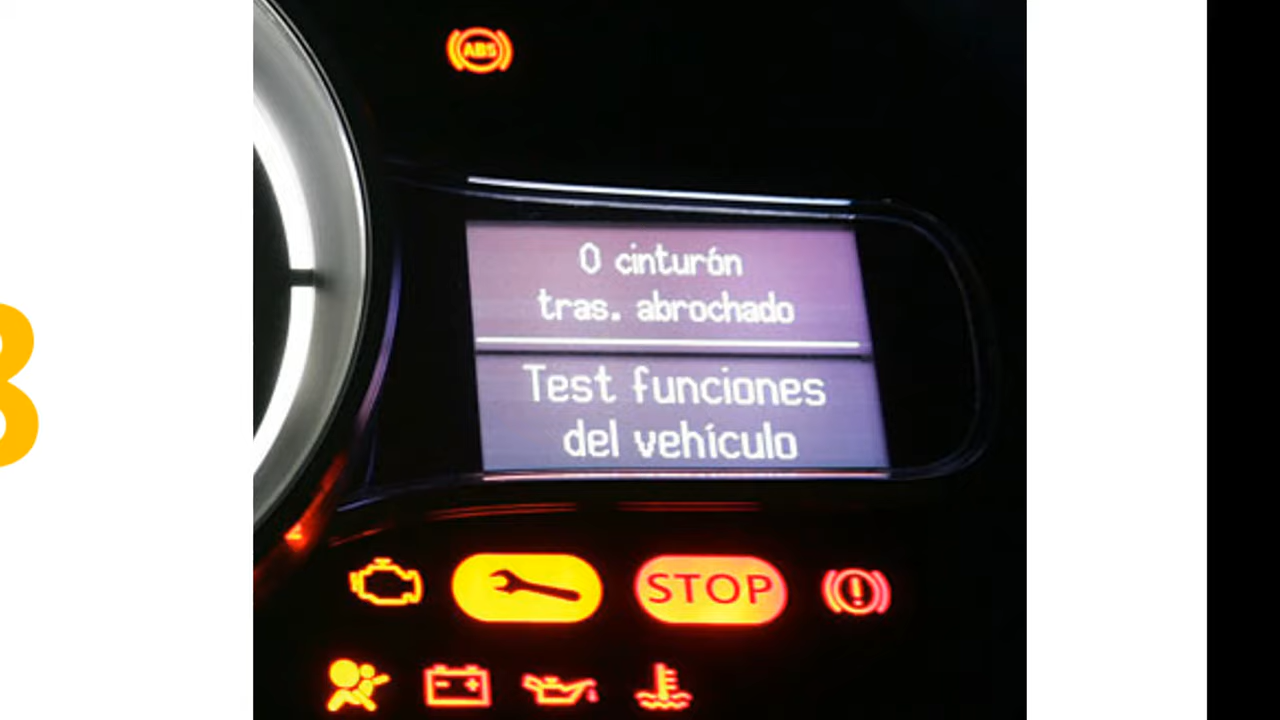 ABS
0 cinturón
tras. abrochado
Test funciones
del vehículo
STOP